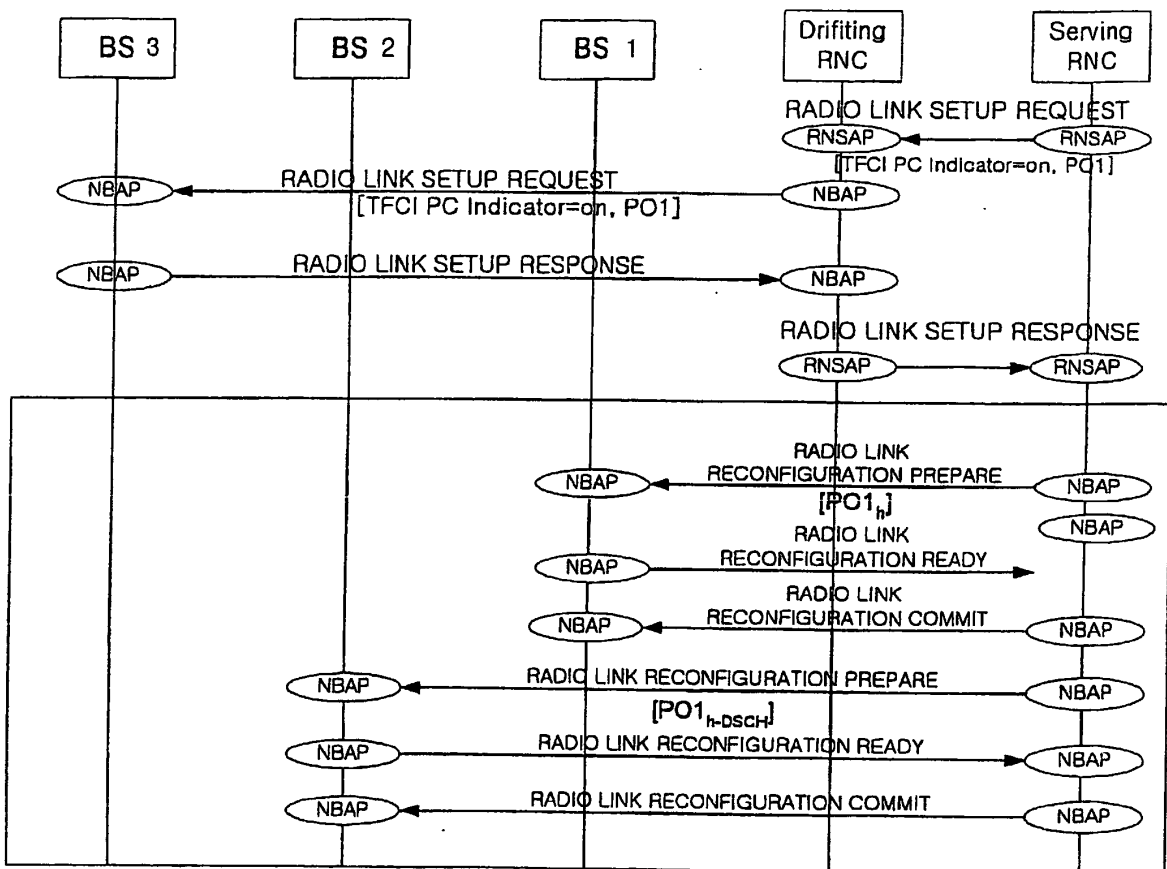 BS 3
BS 2
BS 1
Drifiting
RNC
Serving
RNC
RADIO LINK SETUP REQUEST
RNSAP
RNSAP
[TFCI PC Indicator=on, PO1]
NBAP
RADIO LINK SETUP REQUEST
NBAP
[TFCI PC Indicator=on, PO1]
NBAP
RADIO LINK SETUP RESPONSE
NBAP
RADIO LINK SETUP RESPONSE
RNSAP
RNSAP
RADIO LINK
RECONFIGURATION PREPARE
NBAP
NBAP
[PO1h]
NBAP
RADIO LINK
RECONFIGURATION READY
NBAP
RADIO LINK
RECONFIGURATION COMMIT
NBAP
NBAP
RADIO LINK RECONFIGURATION PREPARE
NBAP
NBAP
[PO1h-DSCH]
RADIO LINK RECONFIGURATION READY
NBAP
NBAP
RADIO LINK RECONFIGURATION COMMIT
NBAP
NBAP